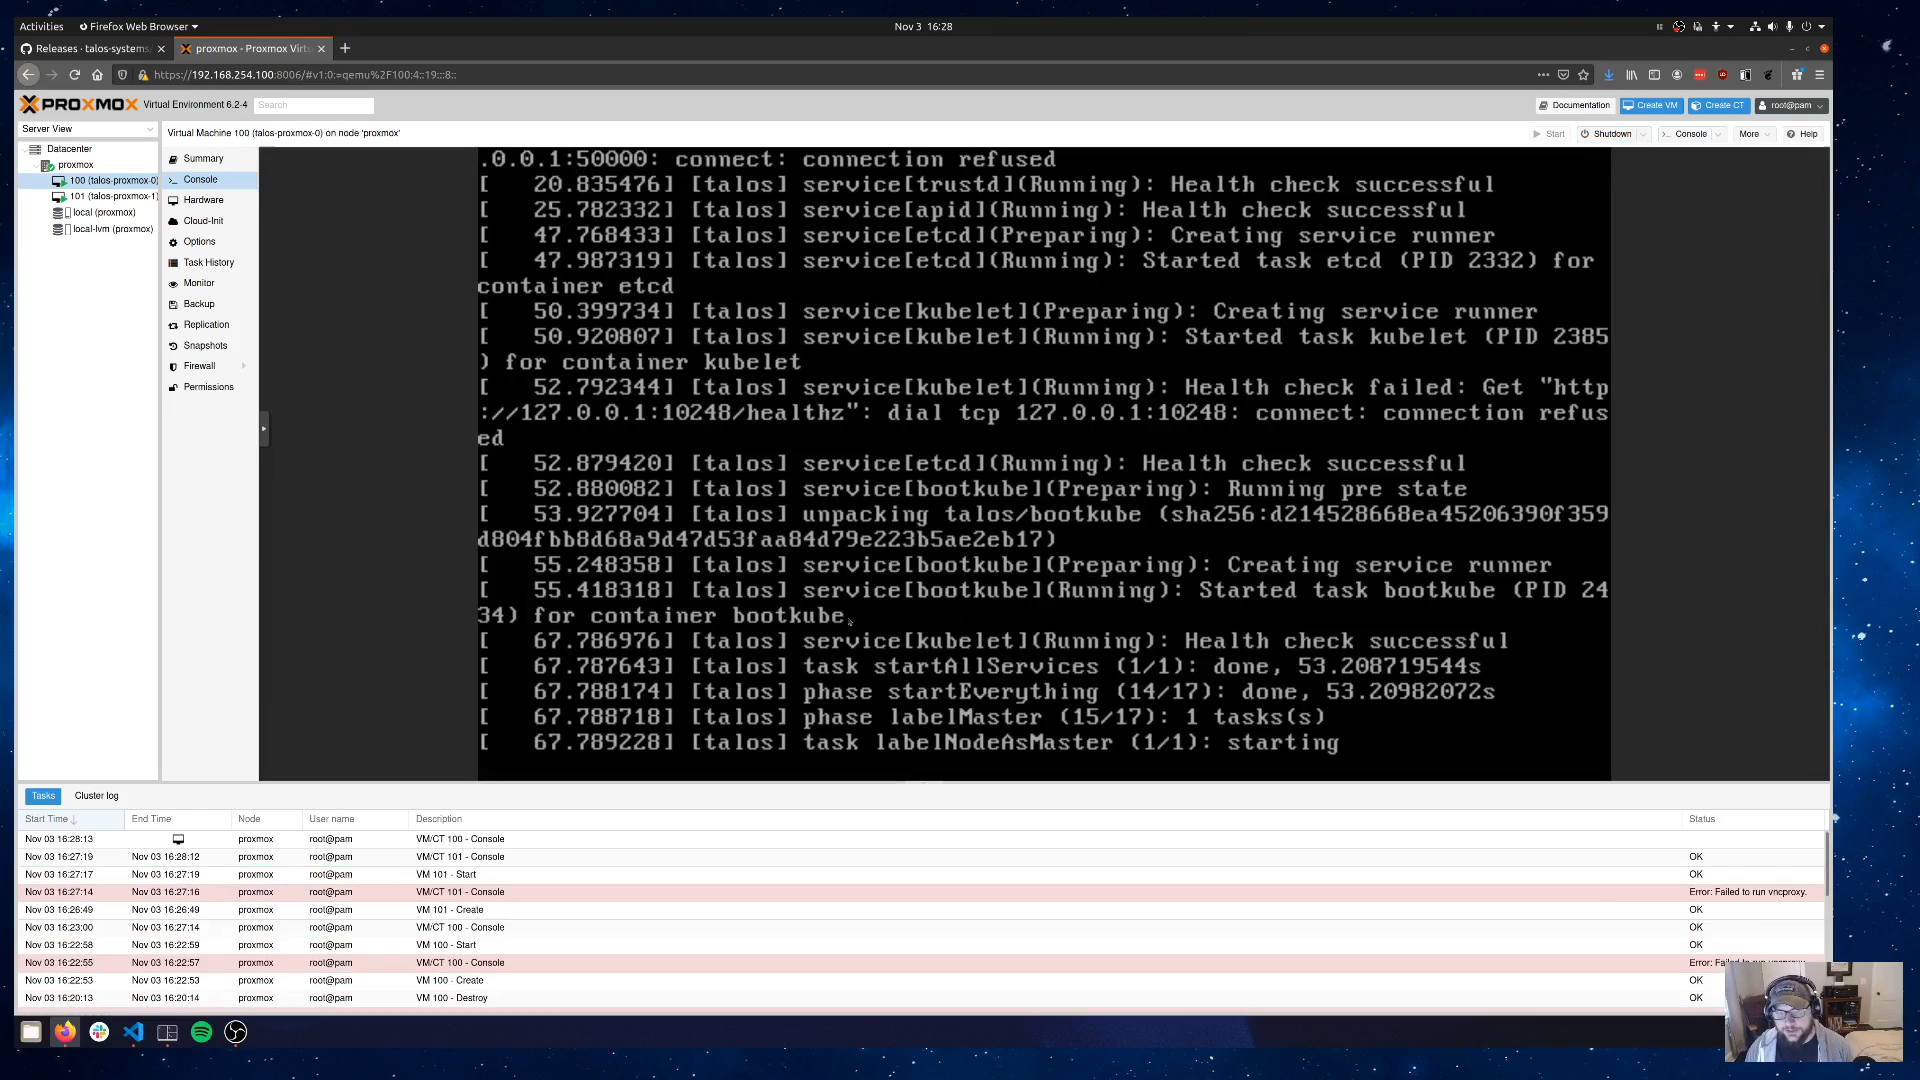 Activities
Firefox Web Browser
Nov 3 16:28
Releases · talos-systems
proxmox - Proxmox Virt
https://192.168.254.100:8006/#v1:0:=qemu%2F100:4::19:::8::
PROXMOX
Virtual Environment 6.2-4
Search
Documentation
Create VM
Create CT
root@pam
Server View
Virtual Machine 100 (talos-proxmox-0) on node 'proxmox'
Start
Shutdown
Console
More
Help
Datacenter
proxmox
100 (talos-proxmox-0)
101 (talos-proxmox-1)
local (proxmox)
local-lvm (proxmox)
Summary
Console
Hardware
Cloud-Init
Options
Task History
Monitor
Backup
Replication
Snapshots
Firewall
Permissions
.0.0.1:50000: connect: connection refused
[ 20.835476] [talos] service[trustd](Running): Health check successful
[ 25.782332] [talos] service[apid](Running): Health check successful
[ 47.768433] [talos] service[etcd](Preparing): Creating service runner
[ 47.987319] [talos] service[etcd](Running): Started task etcd (PID 2332) for
container etcd
[ 50.399734] [talos] service[kubelet](Preparing): Creating service runner
[ 50.920807] [talos] service[kubelet](Running): Started task kubelet (PID 2385
) for container kubelet
[ 52.792344] [talos] service[kubelet](Running): Health check failed: Get "http
://127.0.0.1:10248/healthz": dial tcp 127.0.0.1:10248: connect: connection refus
ed
[ 52.879420] [talos] service[etcd](Running): Health check successful
[ 52.880082] [talos] service[bootkube](Preparing): Running pre state
[ 53.927704] [talos] unpacking talos/bootkube (sha256:d214528668ea45206390f359
d804fbb8d68a9d47d53faa84d79e223b5ae2eb17)
[ 55.248358] [talos] service[bootkube](Preparing): Creating service runner
[ 55.418318] [talos] service[bootkube](Running): Started task bootkube (PID 24
34) for container bootkube
[ 67.786976] [talos] service[kubelet](Running): Health check successful
[ 67.787643] [talos] task startAllServices (1/1): done, 53.208719544s
[ 67.788174] [talos] phase startEverything (14/17): done, 53.20982072s
[ 67.788718] [talos] phase labelMaster (15/17): 1 tasks(s)
[ 67.789228] [talos] task labelNodeAsMaster (1/1): starting
Tasks
Cluster log
Start Time End Time Node User name Description Status
Nov 03 16:28:13 proxmox root@pam VM/CT 100 - Console
Nov 03 16:27:19 Nov 03 16:28:12 proxmox root@pam VM/CT 101 - Console OK
Nov 03 16:27:17 Nov 03 16:27:19 proxmox root@pam VM 101 - Start OK
Nov 03 16:27:14 Nov 03 16:27:16 proxmox root@pam VM/CT 101 - Console Error: Failed to run vncproxy.
Nov 03 16:26:49 Nov 03 16:26:49 proxmox root@pam VM 101 - Create OK
Nov 03 16:23:00 Nov 03 16:27:14 proxmox root@pam VM/CT 100 - Console OK
Nov 03 16:22:58 Nov 03 16:22:59 proxmox root@pam VM 100 - Start OK
Nov 03 16:22:55 Nov 03 16:22:57 proxmox root@pam VM/CT 100 - Console Error:
Nov 03 16:22:53 Nov 03 16:22:53 proxmox root@pam VM 100 - Create OK
Nov 03 16:20:13 Nov 03 16:20:14 proxmox root@pam VM 100 - Destroy OK